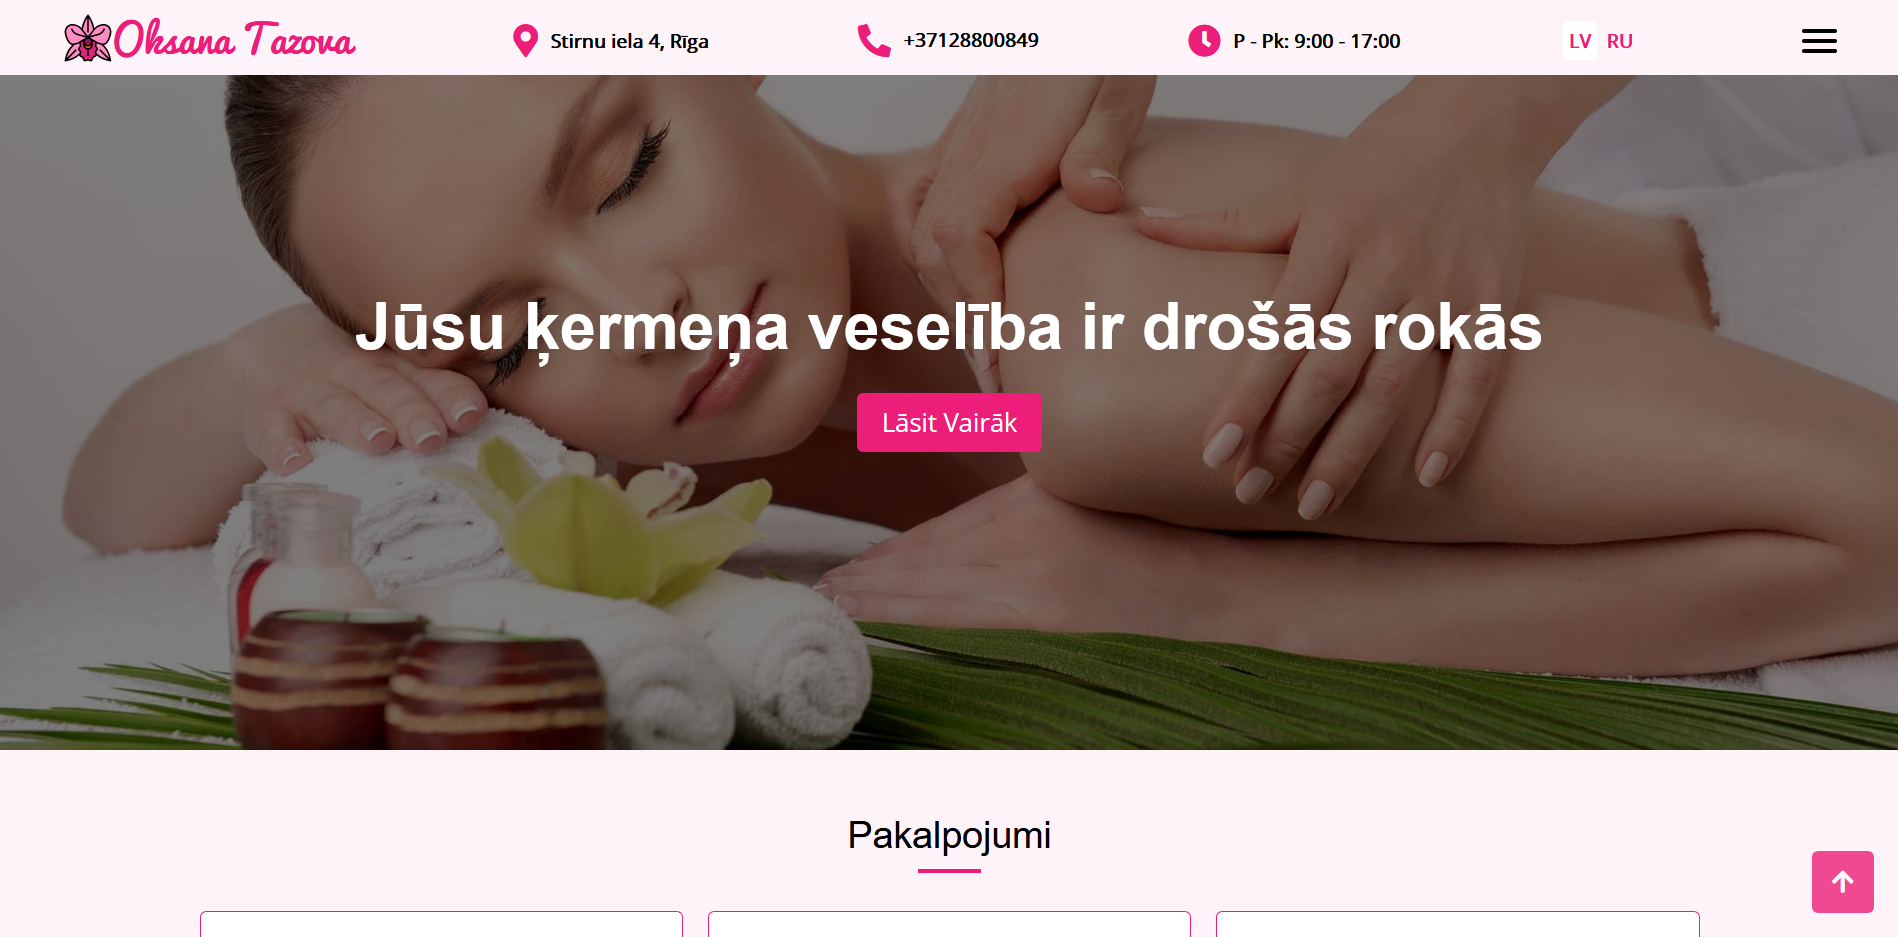 Oksana Tazova
Stirnu iela 4, Rīga
+37128800849
P - Pk: 9:00 - 17:00
LV RU
Jūsu ķermeņa veselība ir drošās rokās
Lāsit Vairāk
Pakalpojumi